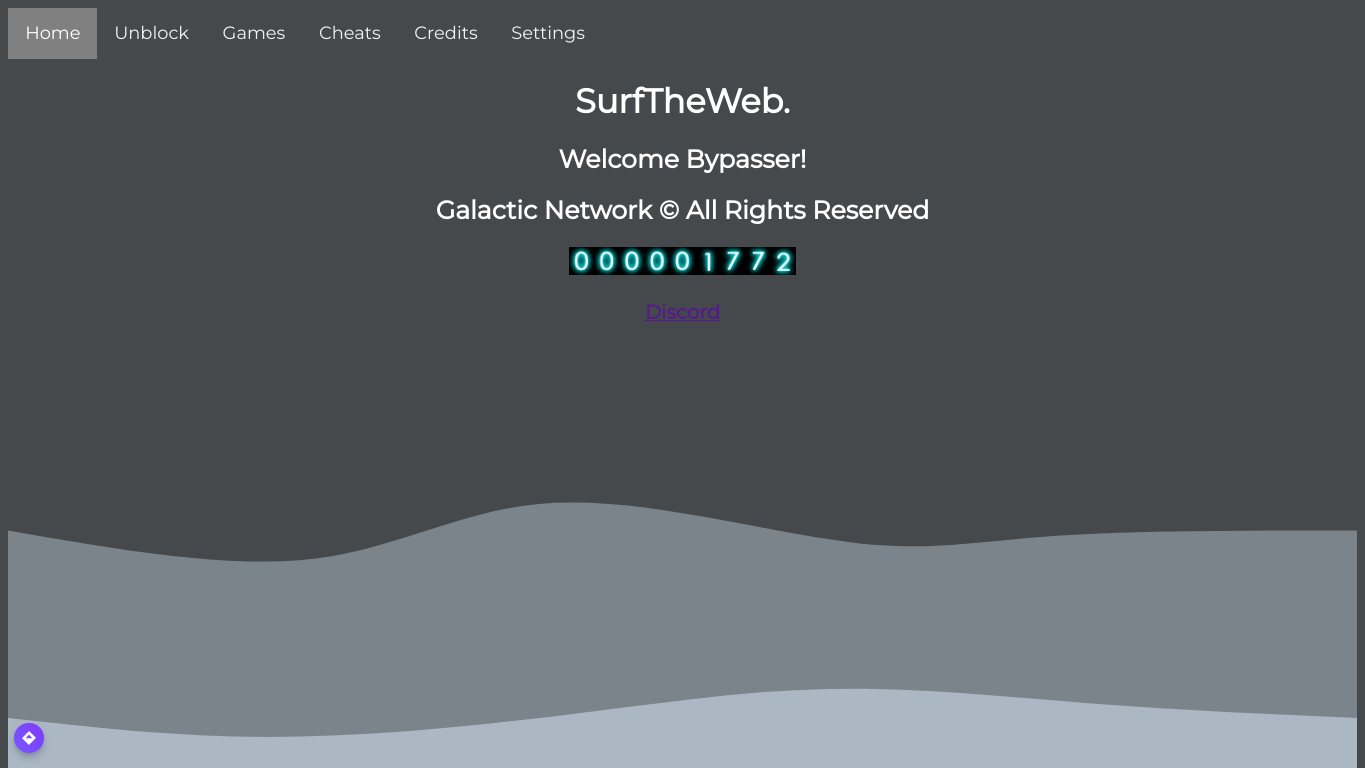 Home Unblock Games Cheats Credits Settings
SurfTheWeb.
Welcome Bypasser!
Galactic Network © All Rights Reserved
000001772
Discord